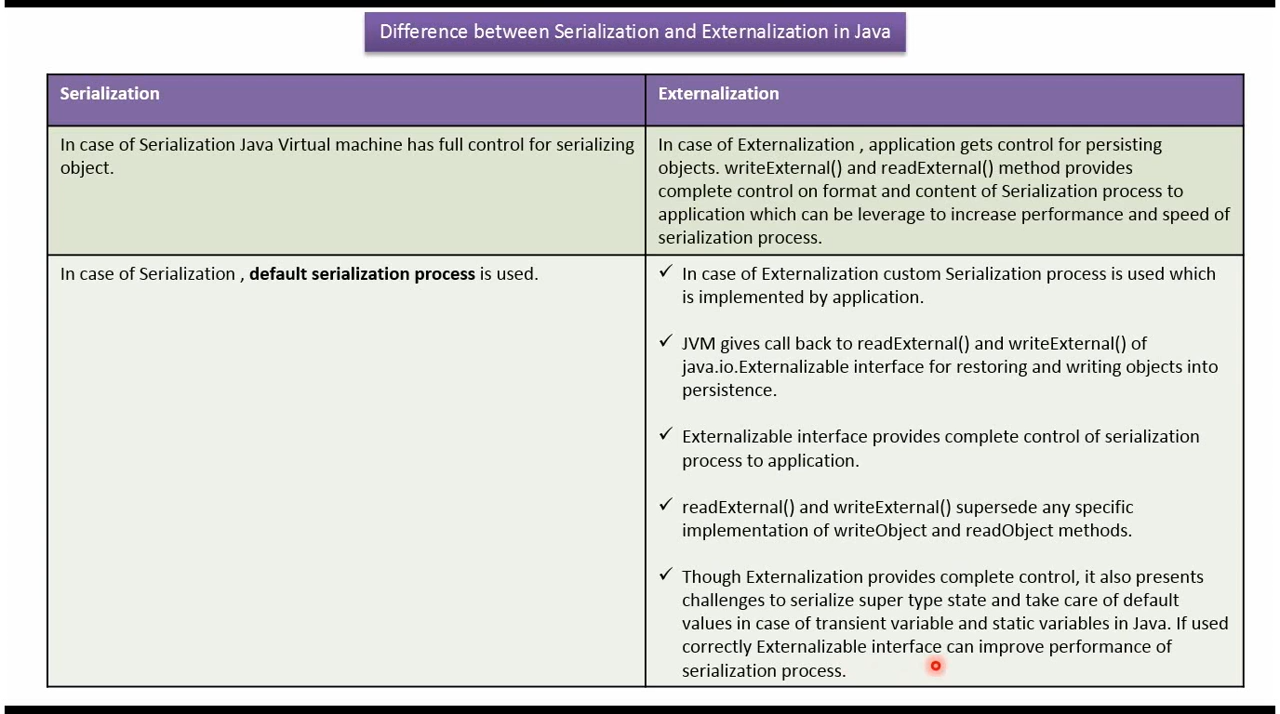 Difference between Serialization and Externalization in Java
Serialization
Externalization
In case of Serialization Java Virtual machine has full control for serializing
object.
In case of Externalization , application gets control for persisting
objects. writeExternal() and readExternal() method provides
complete control on format and content of Serialization process to
application which can be leverage to increase performance and speed of
serialization process.
In case of Serialization , default serialization process is used.
✓ In case of Externalization custom Serialization process is used which
is implemented by application.
✓ JVM gives call back to readExternal() and writeExternal() of
java.io.Externalizable interface for restoring and writing objects into
persistence.
✓ Externalizable interface provides complete control of serialization
process to application.
✓ readExternal() and writeExternal() supersede any specific
implementation of writeObject and readObject methods.
✓ Though Externalization provides complete control, it also presents
challenges to serialize super type state and take care of default
values in case of transient variable and static variables in Java. If used
correctly Externalizable interface can improve performance of
serialization process.